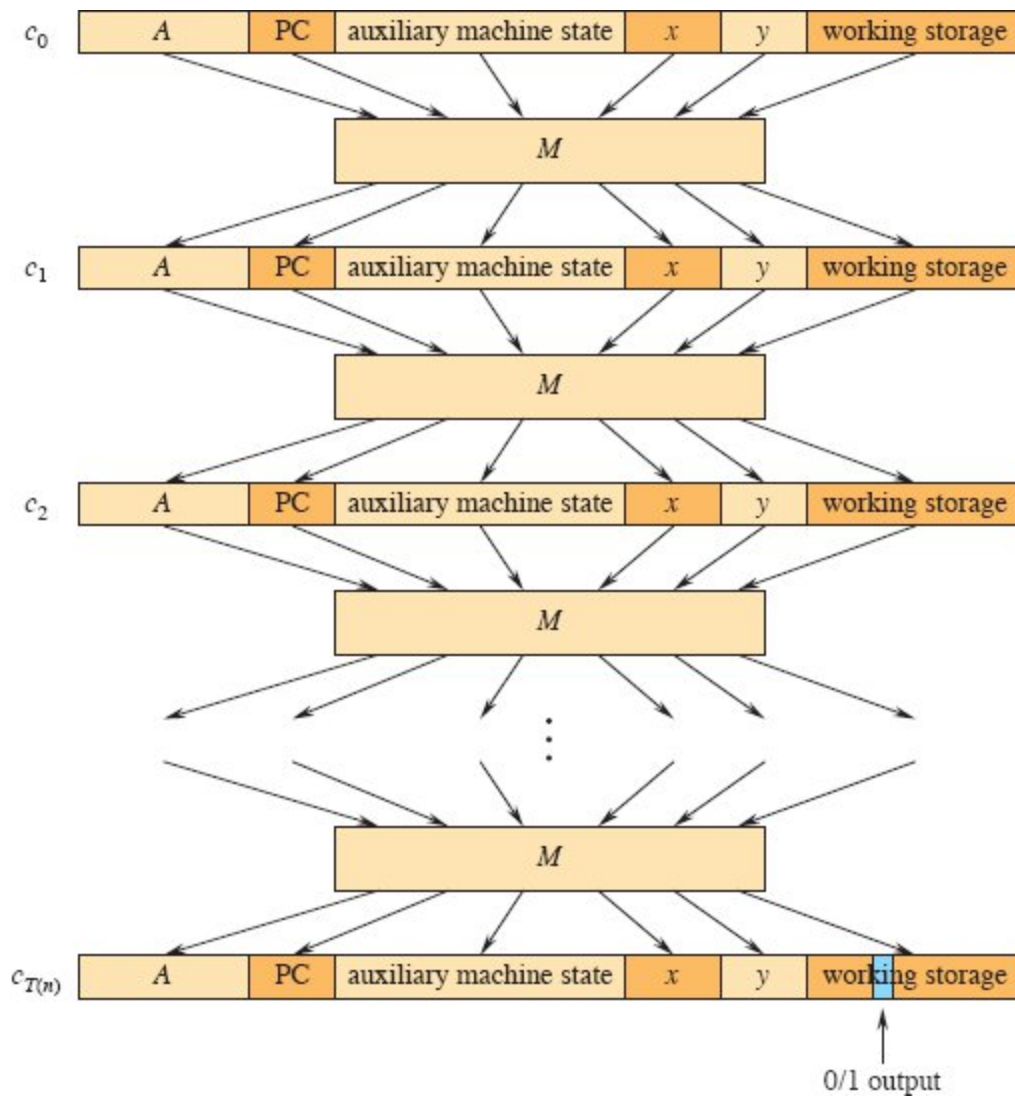 c0 A PC auxiliary machine state x y working storage
M
c1 A PC auxiliary machine state x y working storage
M
c2 A PC auxiliary machine state x y working storage
M
M
cT(n) A PC auxiliary machine state x y working storage
0/1 output